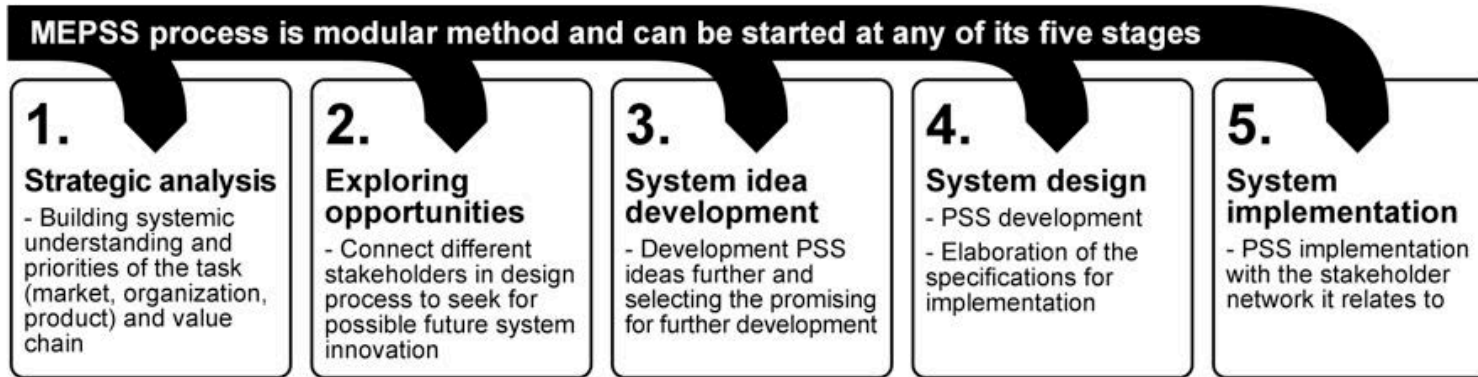 MEPSS process is modular method and can be started at any of its five stages
1.
Strategic analysis
- Building systemic
understanding and
priorities of the task
(market, organization,
product) and value
chain
2.
Exploring
opportunities
- Connect different
stakeholders in design
process to seek for
possible future system
innovation
3.
System idea
development
- Development PSS
ideas further and
selecting the promising
for further development
4.
System design
- PSS development
- Elaboration of the
specifications for
implementation
5.
System
implementation
- PSS implementation
with the stakeholder
network it relates to